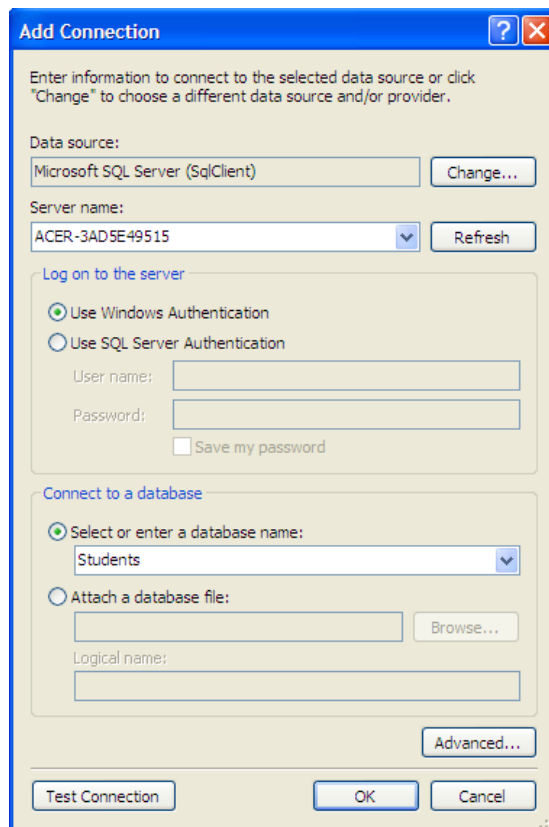 Add Connection
Enter information to connect to the selected data source or click
"Change" to choose a different data source and/or provider.
Data source:
Microsoft SQL Server (SqlClient)
Change...
Server name:
ACER-3AD5E49515
Refresh
Log on to the server
Use Windows Authentication
Use SQL Server Authentication
User name:
Password:
Save my password
Connect to a database
Select or enter a database name:
Students
Attach a database file:
Browse...
Logical name:
Advanced...
Test Connection
OK
Cancel